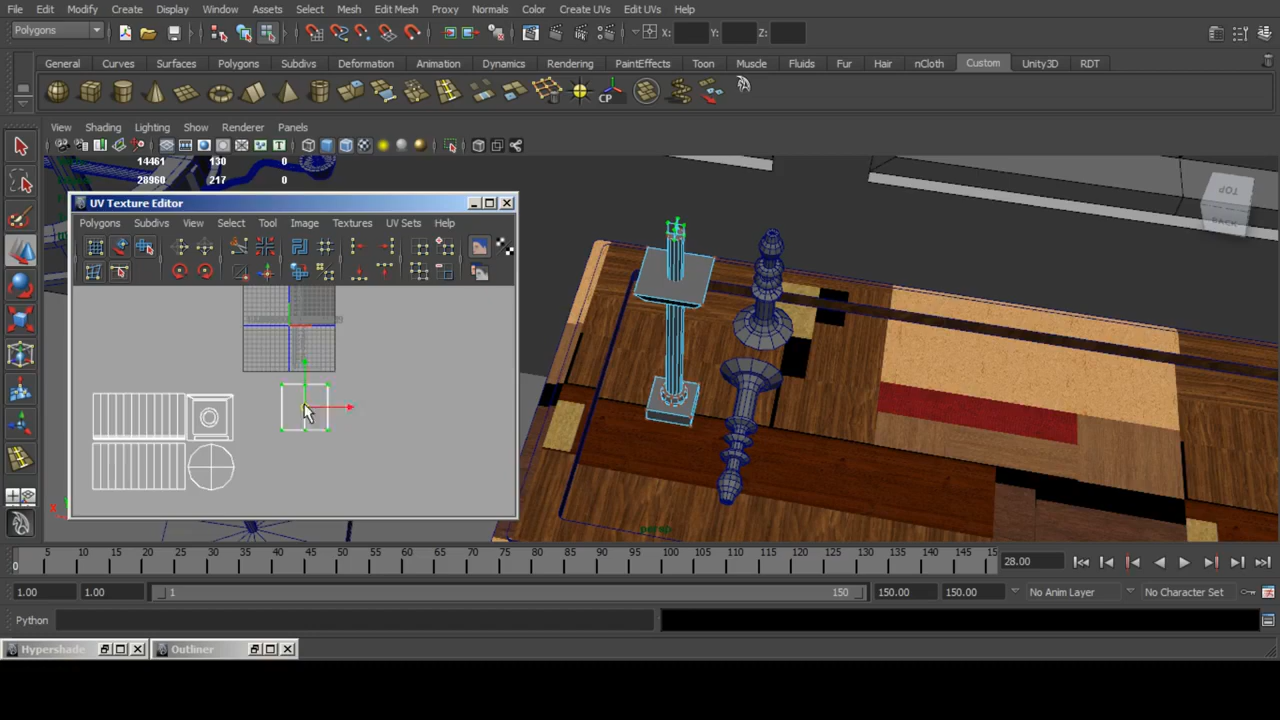 File Edit Modify Create Display Window Assets Select Mesh Edit Mesh Proxy Normals Color Create UVs Edit UVs Help
Polygons X: Y: Z:
General Curves Surfaces Polygons Subdivs Deformation Animation Dynamics Rendering PaintEffects Toon Muscle Fluids Fur Hair nCloth Custom Unity3D RDT
CP
View Shading Lighting Show Renderer Panels
14461 130 0
28960 217 0
UV Texture Editor
Polygons Subdivs View Select Tool Image Textures UV Sets Help
TOP
BACK
persp
5 10 15 20 25 30 35 40 45 50 55 60 65 70 75 80 85 90 95 100 105 110 115 120 125 130 135 140 145 15
0
28.00
1.00 1.00 1 150 150.00 150.00 No Anim Layer No Character Set
Python
Hypershade Outliner